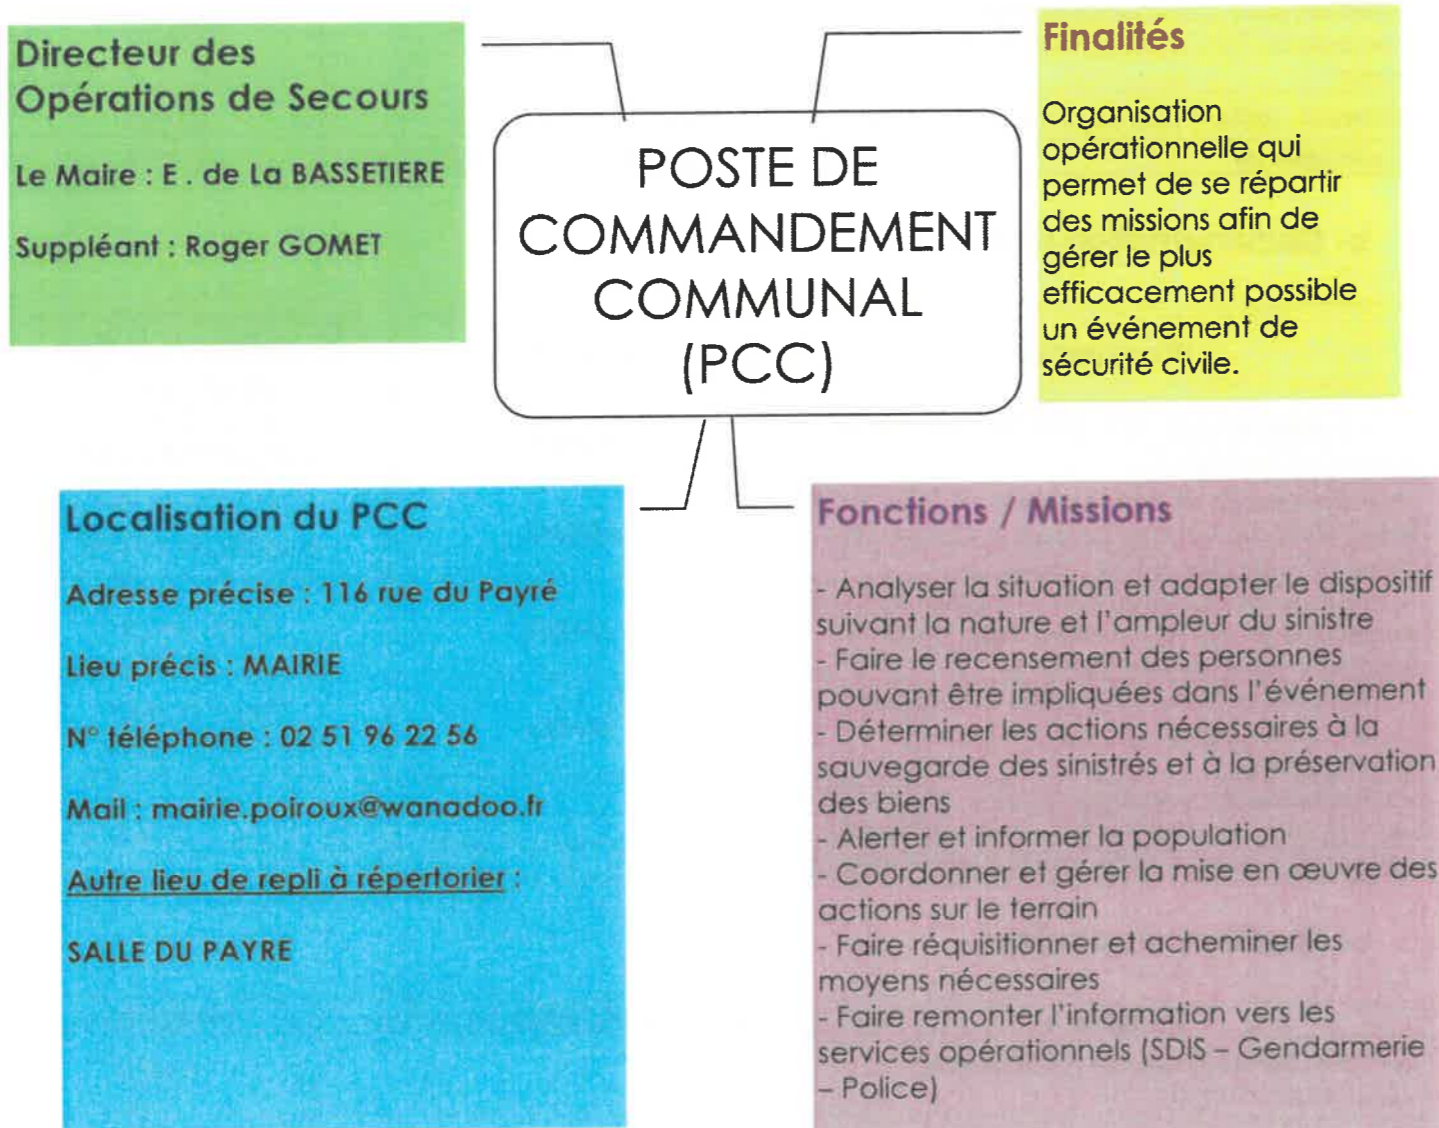 Directeur des
Opérations de Secours
Le Maire : E . de La BASSETIERE
Suppléant : Roger GOMET
POSTE DE
COMMANDEMENT
COMMUNAL
(PCC)
Finalités
Organisation
opérationnelle qui
permet de se répartir
des missions afin de
gérer le plus
efficacement possible
un événement de
sécurité civile.
Localisation du PCC
Adresse précise : 116 rue du Payré
Lieu précis : MAIRIE
N° téléphone : 02 51 96 22 56
Mail : mairie.poiroux@wanadoo.fr
Autre lieu de repli à répertorier :
SALLE DU PAYRE
Fonctions / Missions
- Analyser la situation et adapter le dispositif
suivant la nature et l'ampleur du sinistre
- Faire le recensement des personnes
pouvant être impliquées dans l'événement
- Déterminer les actions nécessaires à la
sauvegarde des sinistrés et à la préservation
des biens
- Alerter et informer la population
- Coordonner et gérer la mise en œuvre des
actions sur le terrain
- Faire réquisitionner et acheminer les
moyens nécessaires
- Faire remonter l'information vers les
services opérationnels (SDIS – Gendarmerie
– Police)